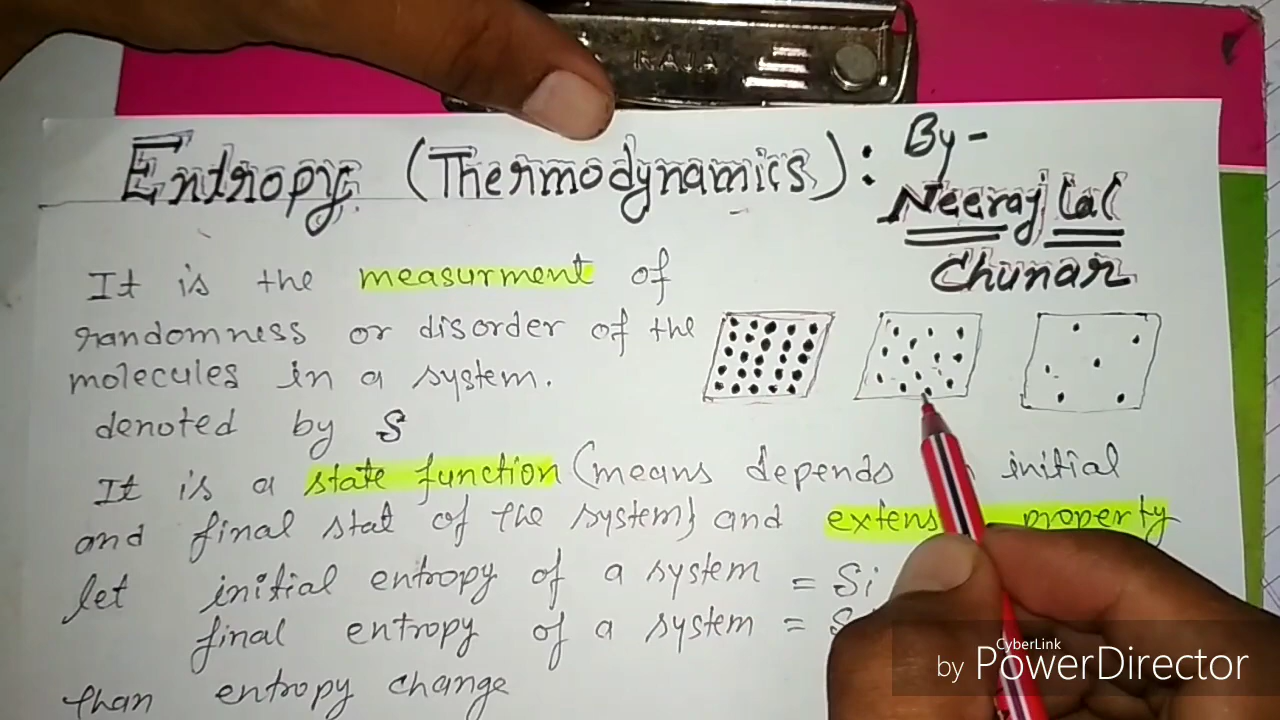 RAJA
Entropy (Thermodynamics) :
By-
Neeraj Lal
Chunar
It is the measurment of
randomness or disorder of the
molecules in a system.
denoted by S
It is a state function (means depends initial
and final stat of the system) and extens property
let initial entropy of a system = Si
final entropy of a system = S
than entropy change
CyberLink
by PowerDirector